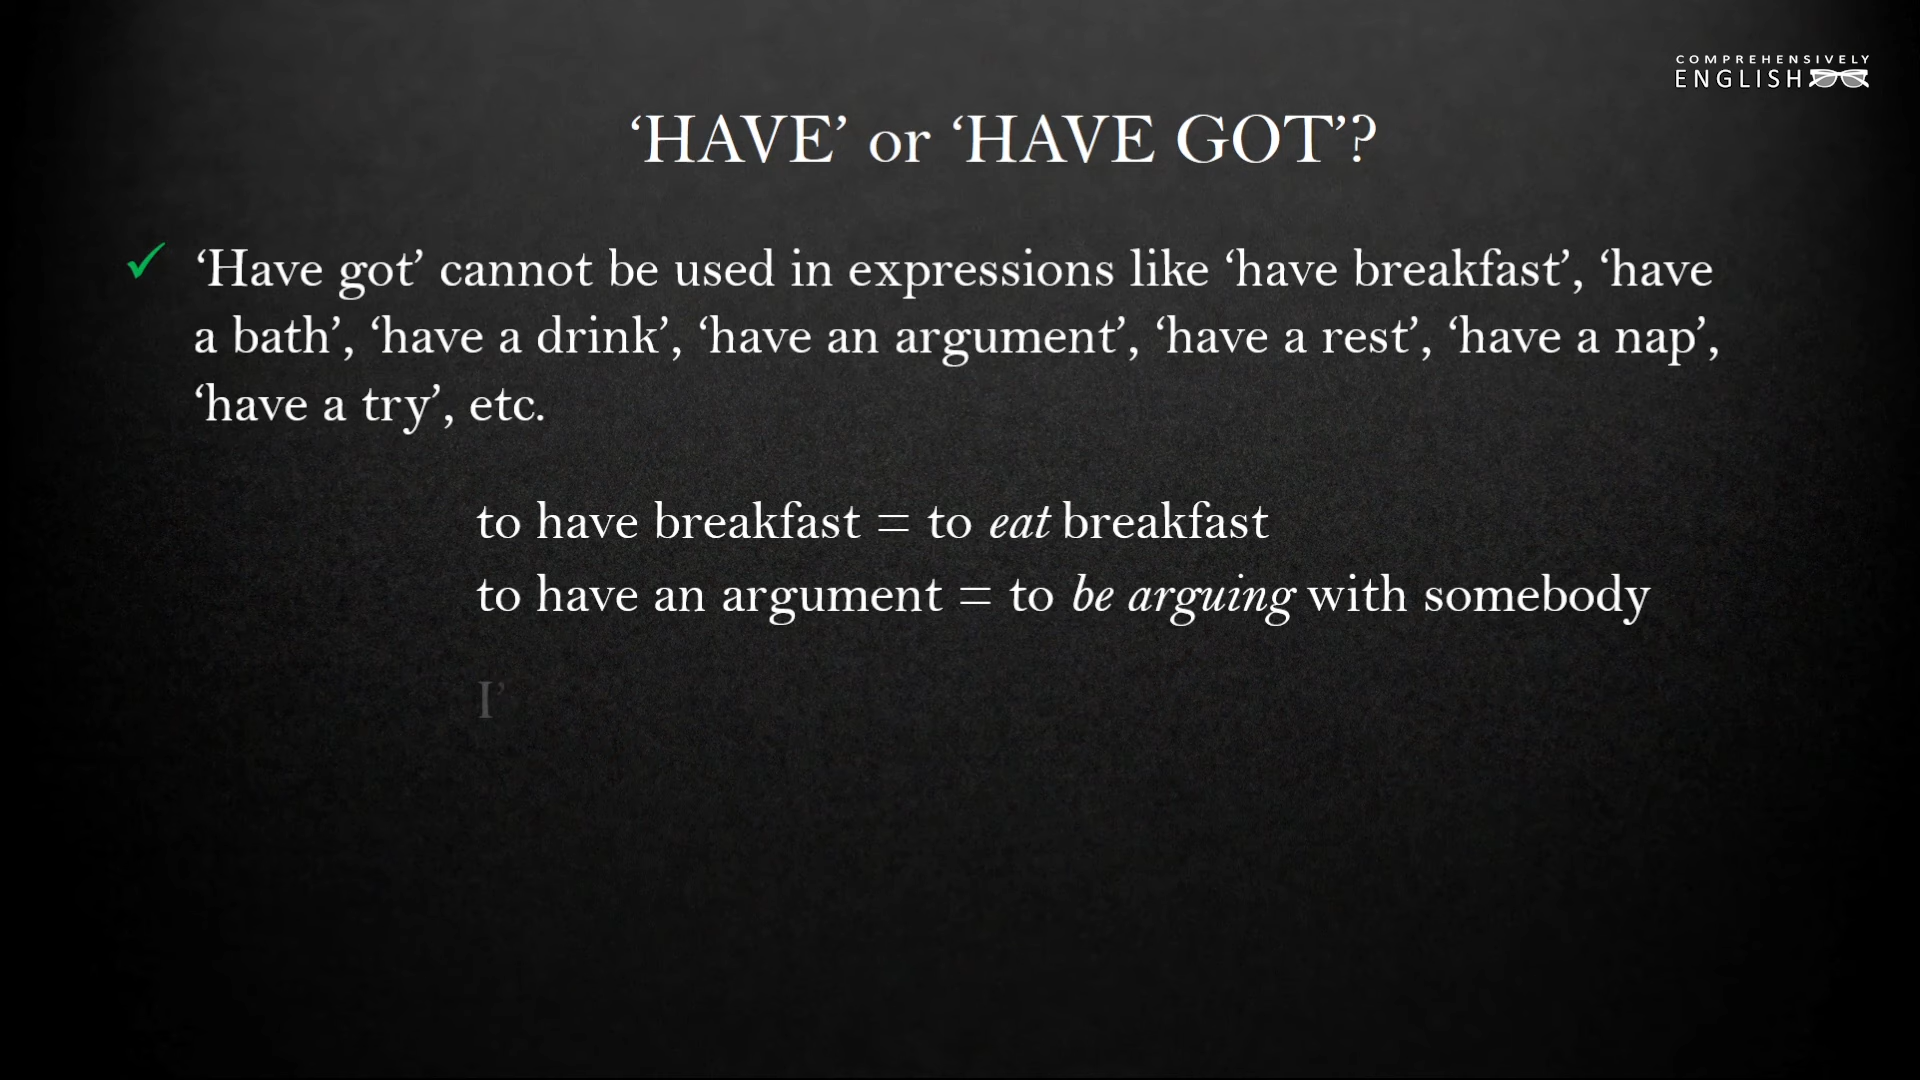 COMPREHENSIVELY
ENGLISH
‘HAVE’ or ‘HAVE GOT’?
‘Have got’ cannot be used in expressions like ‘have breakfast’, ‘have
a bath’, ‘have a drink’, ‘have an argument’, ‘have a rest’, ‘have a nap’,
‘have a try’, etc.
to have breakfast = to eat breakfast
to have an argument = to be arguing with somebody
I’